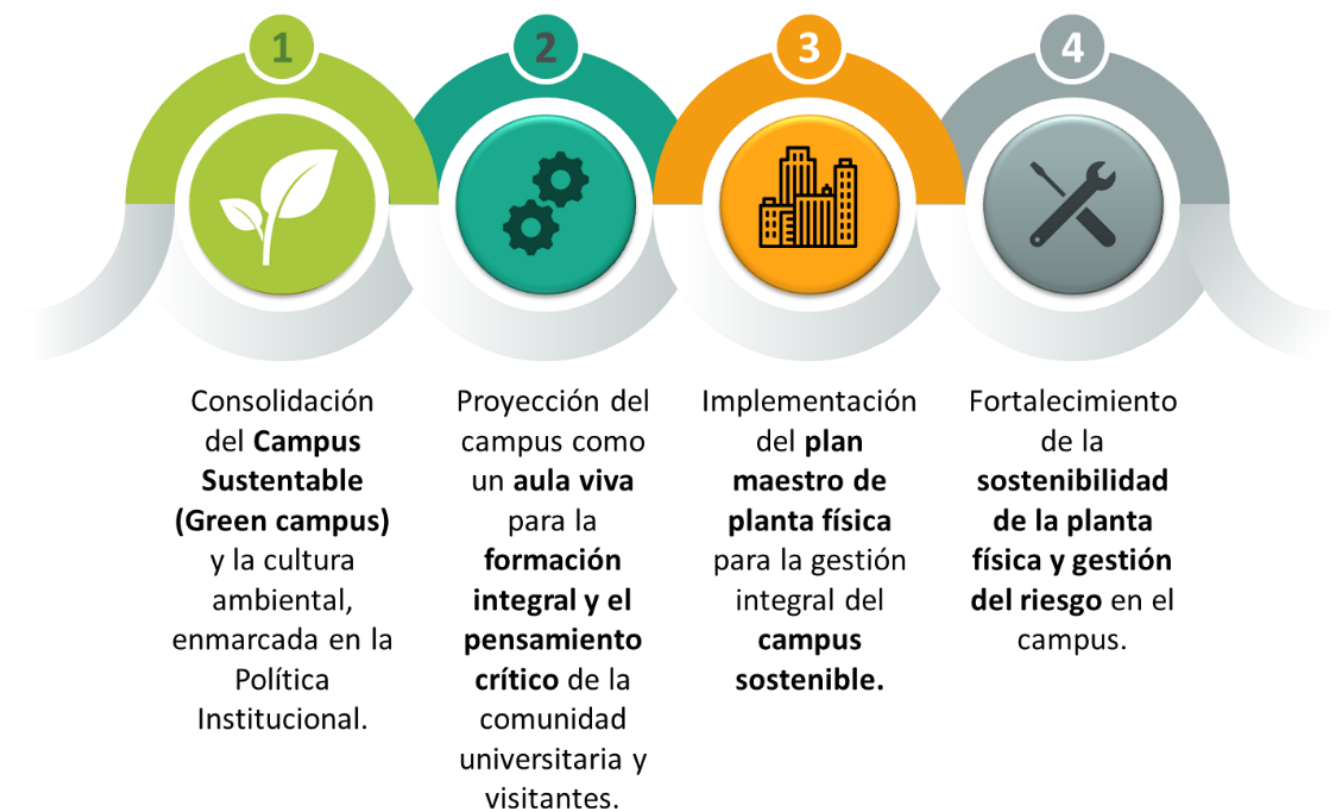 1
Consolidación
del Campus
Sustentable
(Green campus)
y la cultura
ambiental,
enmarcada en la
Política
Institucional.
2
Proyección del
campus como
un aula viva
para la
formación
integral y el
pensamiento
crítico de la
comunidad
universitaria y
visitantes.
3
Implementación
del plan
maestro de
planta física
para la gestión
integral del
campus
sostenible.
4
Fortalecimiento
de la
sostenibilidad
de la planta
física y gestión
del riesgo en el
campus.